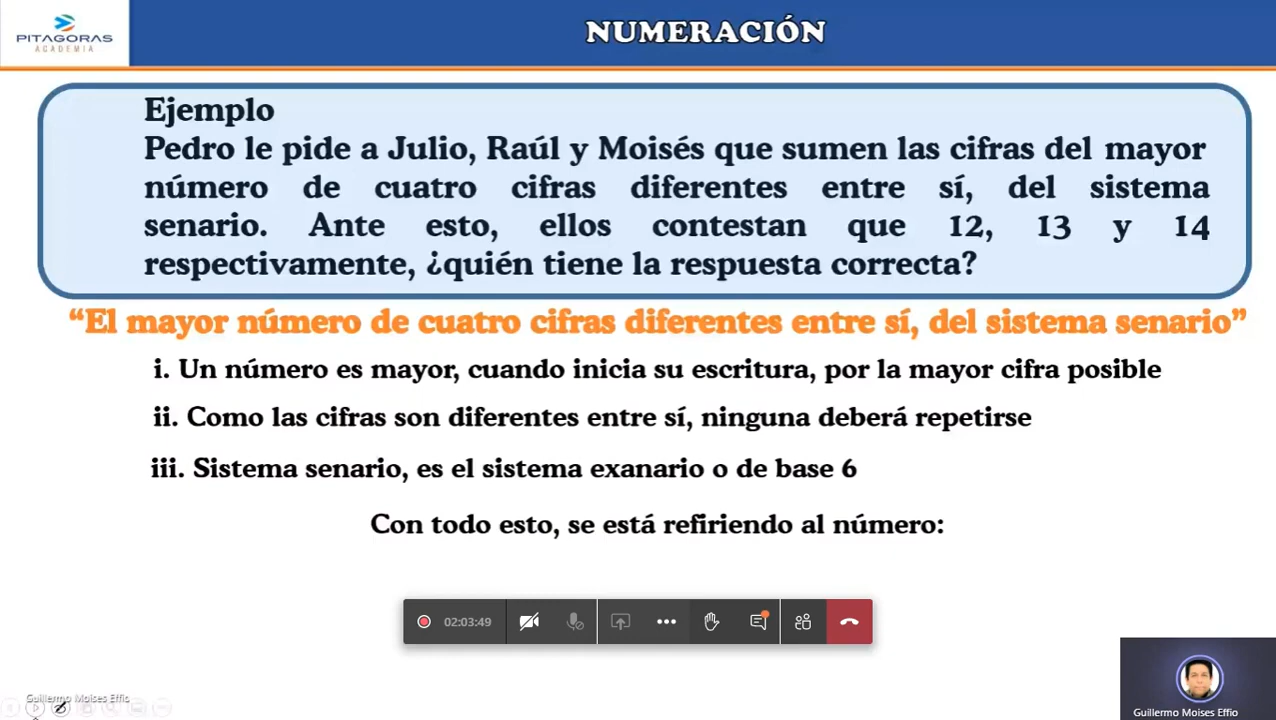 PITAGORAS
ACADEMIA
NUMERACIÓN
Ejemplo
Pedro le pide a Julio, Raúl y Moisés que sumen las cifras del mayor
número de cuatro cifras diferentes entre sí, del sistema
senario. Ante esto, ellos contestan que 12, 13 y 14
respectivamente, ¿quién tiene la respuesta correcta?
“El mayor número de cuatro cifras diferentes entre sí, del sistema senario”
i. Un número es mayor, cuando inicia su escritura, por la mayor cifra posible
ii. Como las cifras son diferentes entre sí, ninguna deberá repetirse
iii. Sistema senario, es el sistema exanario o de base 6
Con todo esto, se está refiriendo al número:
02:03:49
Guillermo Moises Effio
Guillermo Moises Effio